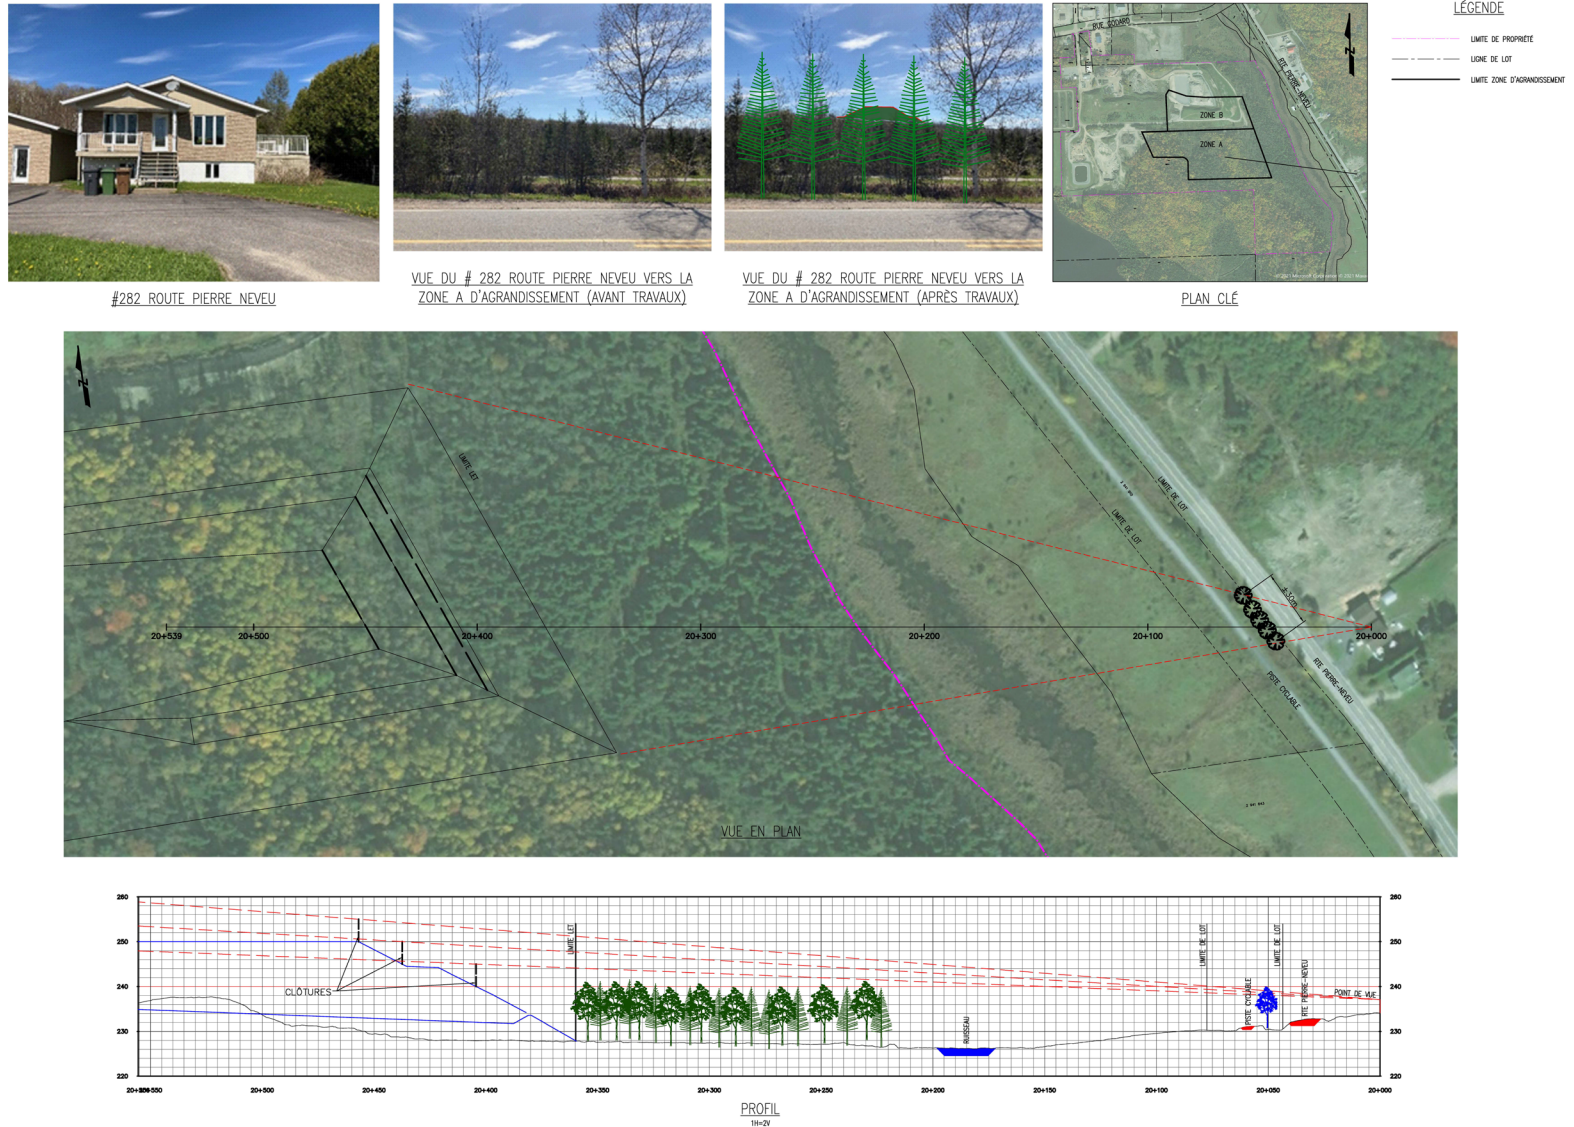 LÉGENDE
LIMITE DE PROPRIÉTÉ
LIGNE DE LOT
LIMITE ZONE D'AGRANDISSEMENT
RUE GODARD
RTE PIERRE-NEVEU
ZONE B
ZONE A
N
#282 ROUTE PIERRE NEVEU
VUE DU # 282 ROUTE PIERRE NEVEU VERS LA
ZONE A D'AGRANDISSEMENT (AVANT TRAVAUX)
VUE DU # 282 ROUTE PIERRE NEVEU VERS LA
ZONE A D'AGRANDISSEMENT (APRÈS TRAVAUX)
PLAN CLÉ
N
LIMITE LET
LIMITE DE LOT
LIMITE DE LOT
±30m
20+539
20+500
20+400
20+300
20+200
20+100
20+000
RTE PIERRE-NEVEU
PISTE CYCLABLE
VUE EN PLAN
260
260
250
250
240
240
230
230
220
220
LIMITE LET
LIMITE DE LOT
LIMITE DE LOT
CLÔTURES
POINT DE VUE
PISTE CYCLABLE
RTE PIERRE-NEVEU
RUISSEAU
20+500
20+450
20+400
20+350
20+300
20+250
20+200
20+150
20+100
20+050
20+000
PROFIL
1H=2V